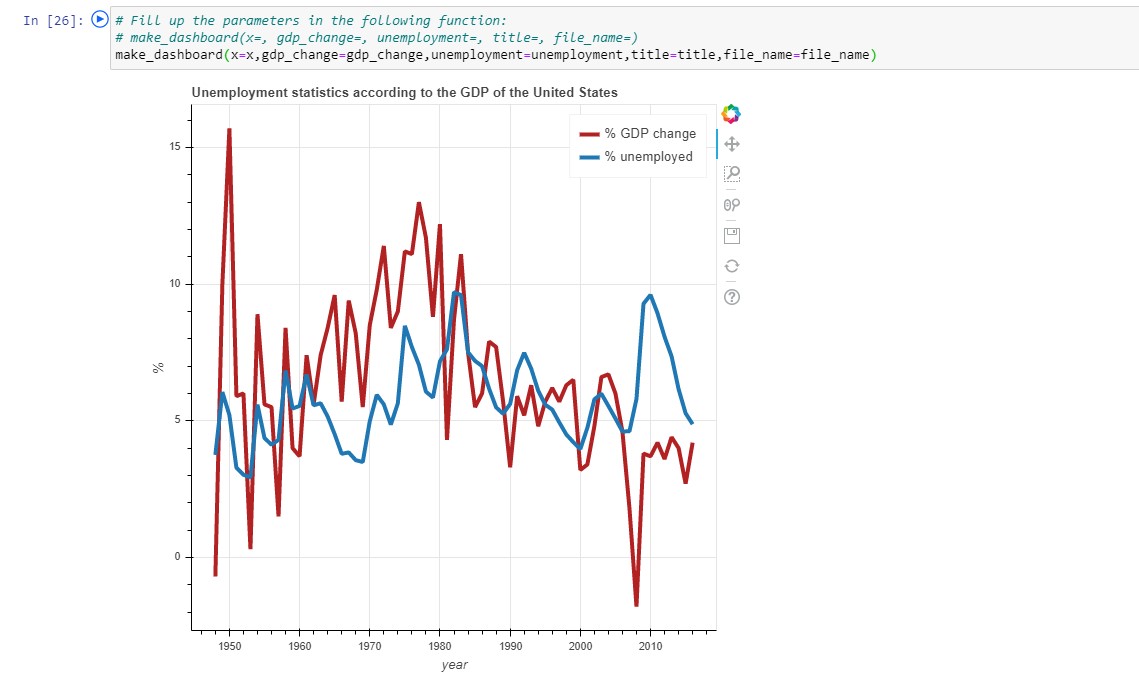 In [26]:
# Fill up the parameters in the following function:
# make_dashboard(x=, gdp_change=, unemployment=, title=, file_name=)
make_dashboard(x=x,gdp_change=gdp_change,unemployment=unemployment,title=title,file_name=file_name)
Unemployment statistics according to the GDP of the United States
% GDP change
% unemployed
15
10
5
0
%
1950 1960 1970 1980 1990 2000 2010
year